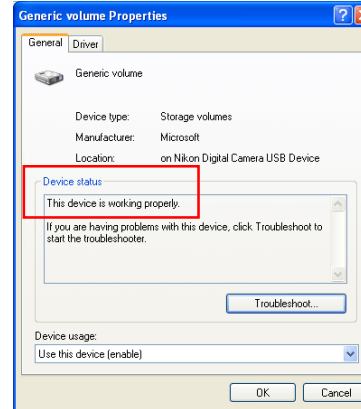 Generic volume Properties
General Driver
Generic volume
Device type: Storage volumes
Manufacturer: Microsoft
Location: on Nikon Digital Camera USB Device
Device status
This device is working properly.
If you are having problems with this device, click Troubleshoot to
start the troubleshooter.
Troubleshoot...
Device usage:
Use this device (enable)
OK Cancel